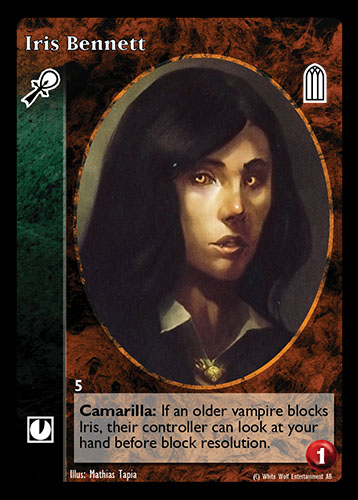 Iris Bennett
5
Camarilla: If an older vampire blocks
Iris, their controller can look at your
hand before block resolution.
1
Illus: Mathias Tapia
(C) White Wolf Entertainment AB